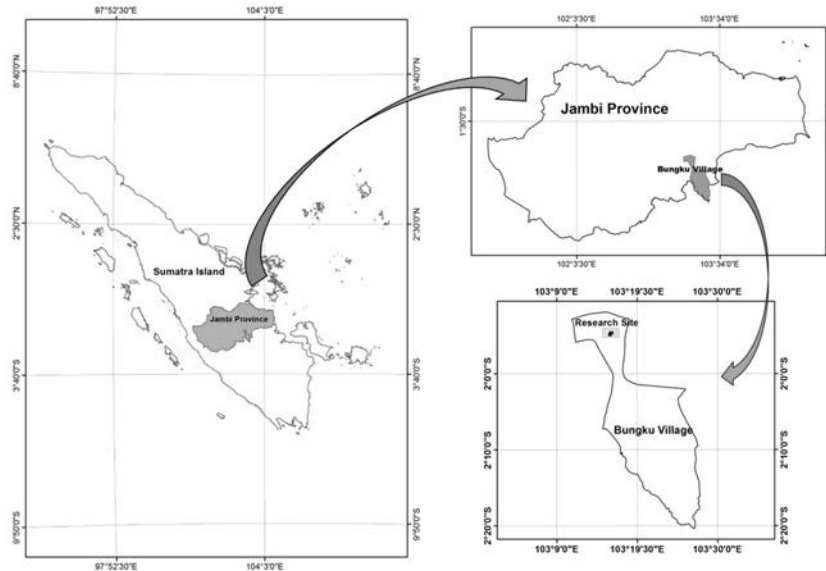 97°52'30"E
104°3'0"E
8°40'0"N
8°40'0"N
2°30'0"N
2°30'0"N
Sumatra Island
Jambi Province
3°40'0"S
3°40'0"S
9°50'0"S
9°50'0"S
97°52'30"E
104°3'0"E
102°3'30"E
103°34'0"E
Jambi Province
1°30'0"S
1°30'0"S
Bungku Village
102°3'30"E
103°34'0"E
103°9'0"E
103°19'30"E
103°30'0"E
Research Site
2°0'0"S
2°0'0"S
Bungku Village
2°10'0"S
2°10'0"S
2°20'0"S
2°20'0"S
103°9'0"E
103°19'30"E
103°30'0"E